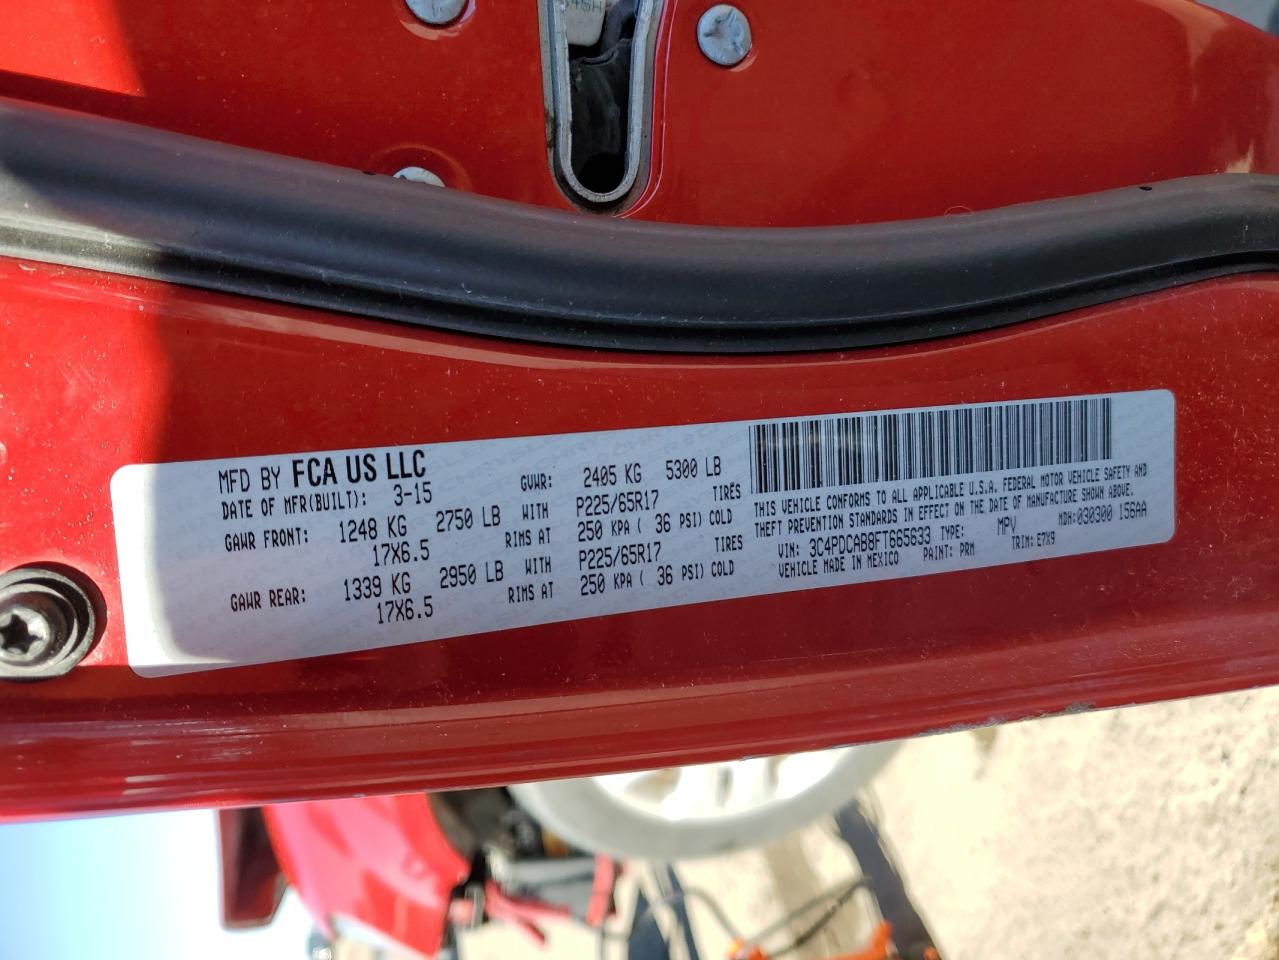 MFD BY FCA US LLC
DATE OF MFR(BUILT): 3-15 GVWR: 2405 KG 5300 LB
GAWR FRONT: 1248 KG 2750 LB WITH P225/65R17 TIRES
17X6.5 RIMS AT 250 KPA ( 36 PSI) COLD
GAWR REAR: 1339 KG 2950 LB WITH P225/65R17 TIRES
17X6.5 RIMS AT 250 KPA ( 36 PSI) COLD
THIS VEHICLE CONFORMS TO ALL APPLICABLE U.S.A. FEDERAL MOTOR VEHICLE SAFETY AND
THEFT PREVENTION STANDARDS IN EFFECT ON THE DATE OF MANUFACTURE SHOWN ABOVE.
VIN: 3C4PDCAB8FT665633 TYPE: MPV MDH:030300 156AA
VEHICLE MADE IN MEXICO PAINT: PRM TRIM: E7X9